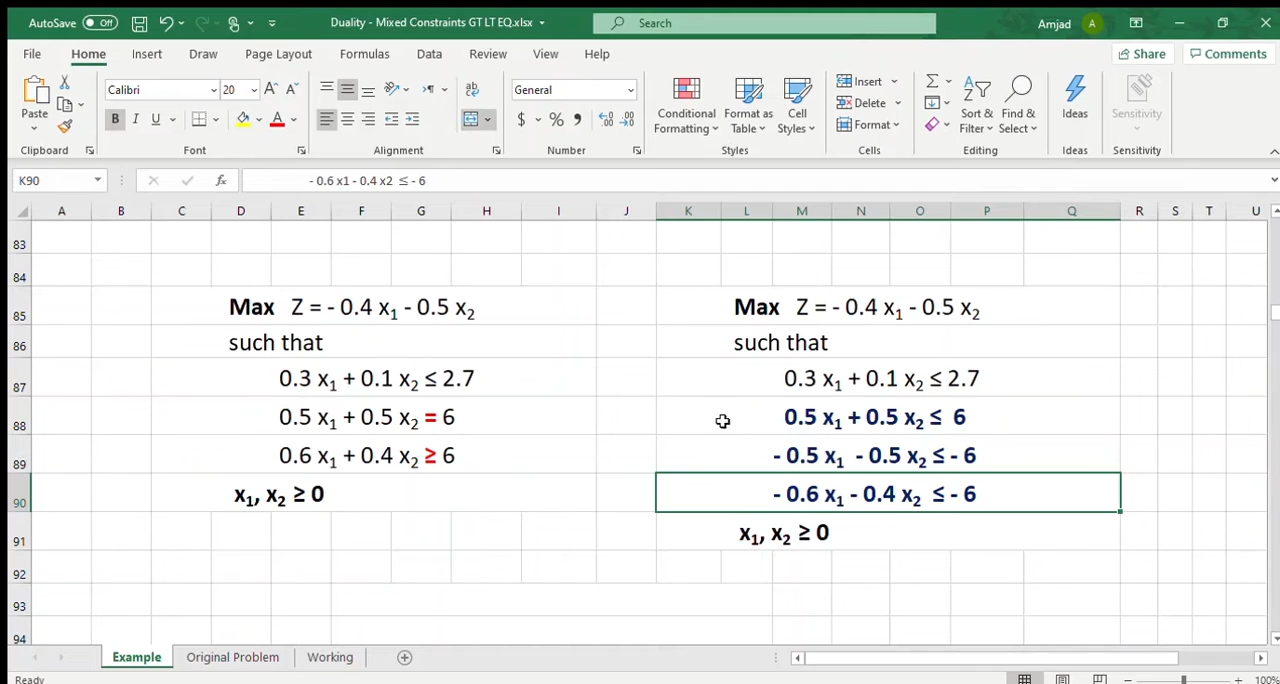 AutoSave Off Duality - Mixed Constraints GT LT EQ.xlsx Search Amjad A
File Home Insert Draw Page Layout Formulas Data Review View Help Share Comments
Paste Calibri 20 B I U A General $ % Conditional Formatting Format as Table Cell Styles Insert Delete Format Sort & Filter Find & Select Ideas Sensitivity
Clipboard Font Alignment Number Styles Cells Editing Ideas Sensitivity
K90 fx - 0.6 x1 - 0.4 x2 ≤ - 6
A B C D E F G H I J K L M N O P Q R S T U
83
84
85 Max Z = - 0.4 x₁ - 0.5 x₂ Max Z = - 0.4 x₁ - 0.5 x₂
86 such that such that
87 0.3 x₁ + 0.1 x₂ ≤ 2.7 0.3 x₁ + 0.1 x₂ ≤ 2.7
88 0.5 x₁ + 0.5 x₂ = 6 0.5 x₁ + 0.5 x₂ ≤ 6
89 0.6 x₁ + 0.4 x₂ ≥ 6 - 0.5 x₁ - 0.5 x₂ ≤ - 6
90 x₁, x₂ ≥ 0 - 0.6 x₁ - 0.4 x₂ ≤ - 6
91 x₁, x₂ ≥ 0
92
93
94
Example Original Problem Working
Ready 100%